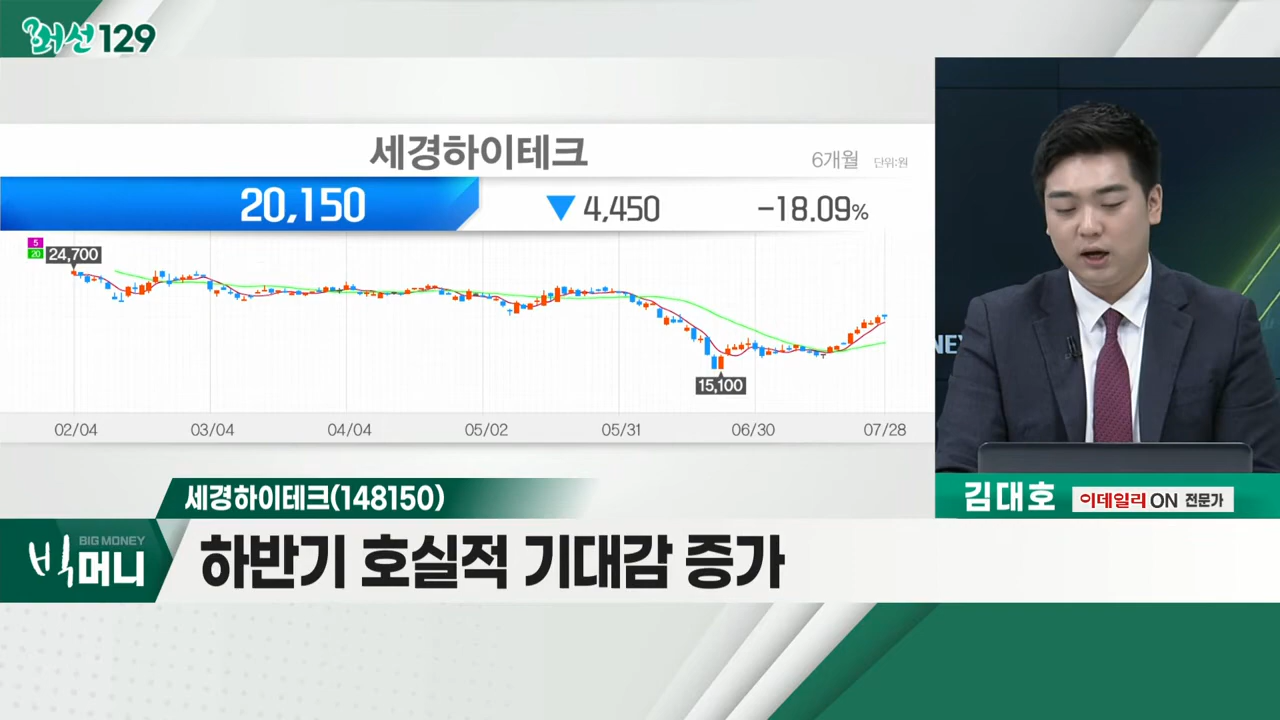 머선129
세경하이테크
6개월 단위:원
20,150 ▼ 4,450 -18.09%
5
20
24,700
15,100
02/04 03/04 04/04 05/02 05/31 06/30 07/28
김대호 이데일리ON 전문가
세경하이테크(148150)
BIG MONEY
빅머니
하반기 호실적 기대감 증가